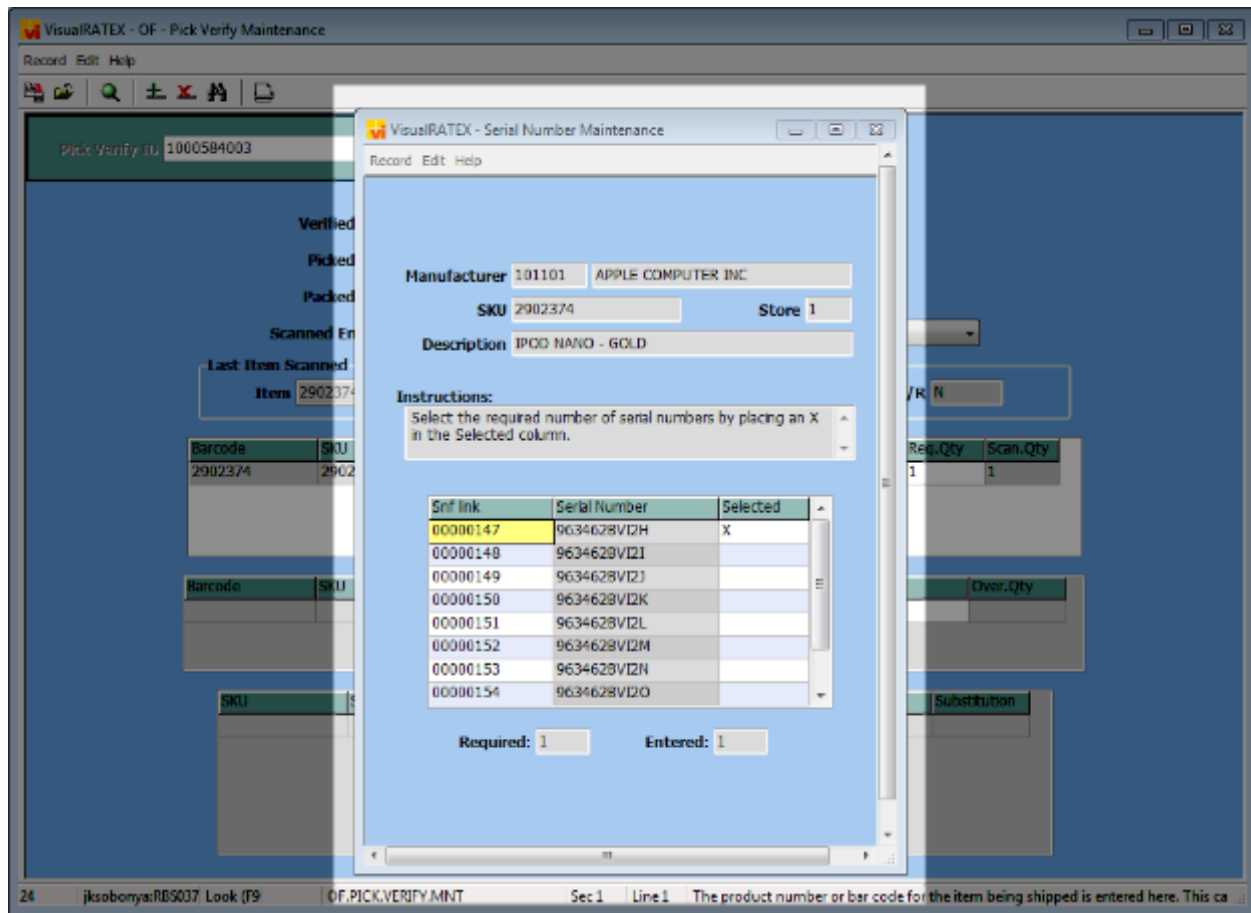 VisualRATEX - OF - Pick Verify Maintenance
Record Edit Help
Pick Verify ID 1000584003
VisualRATEX - Serial Number Maintenance
Record Edit Help
Verified
Picked
Packed
Scanned En
Last Item Scanned
Item 2902374
/R N
Manufacturer 101101 APPLE COMPUTER INC
SKU 2902374 Store 1
Description IPOD NANO - GOLD
Instructions:
Select the required number of serial numbers by placing an X
in the Selected column.
Barcode SKU Req.Qty Scan.Qty
2902374 2902 1 1
Snf link Serial Number Selected
00000147 9634628VI2H X
00000148 9634628VI2I
00000149 9634628VI2J
00000150 9634628VI2K
00000151 9634628VI2L
00000152 9634628VI2M
00000153 9634628VI2N
00000154 9634628VI2O
Barcode SKU Over.Qty
SKU S Substitution
Required: 1 Entered: 1
24 jksobonya:RBS037 Look (F9 OF.PICK.VERIFY.MNT Sec 1 Line 1 The product number or bar code for the item being shipped is entered here. This ca